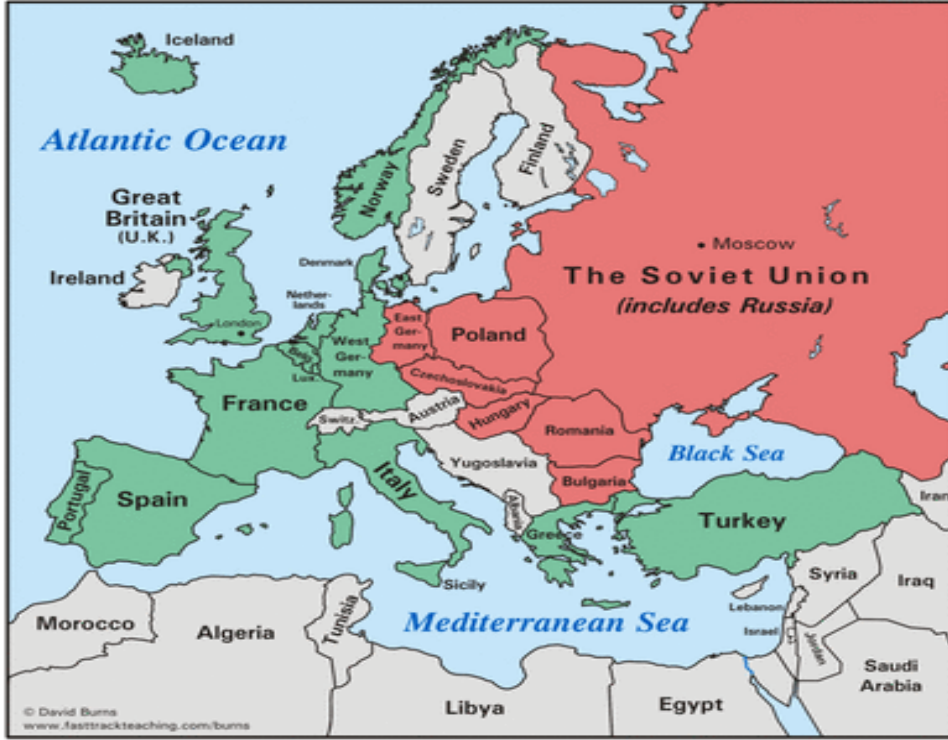 Iceland
Atlantic Ocean
Great
Britain
(U.K.)
Ireland
London
Norway
Sweden
Finland
Denmark
Nether-
lands
Belg.
Lux.
West
Ger-
many
East
Ger-
many
Poland
Moscow
The Soviet Union
(includes Russia)
Czechoslovakia
France
Switz.
Austria
Hungary
Romania
Yugoslavia
Bulgaria
Black Sea
Portugal
Spain
Italy
Albania
Greece
Turkey
Iran
Sicily
Mediterranean Sea
Syria
Iraq
Lebanon
Israel
Jordan
Saudi
Arabia
Morocco
Algeria
Tunisia
Libya
Egypt
© David Burns
www.fasttrackteaching.com/burns